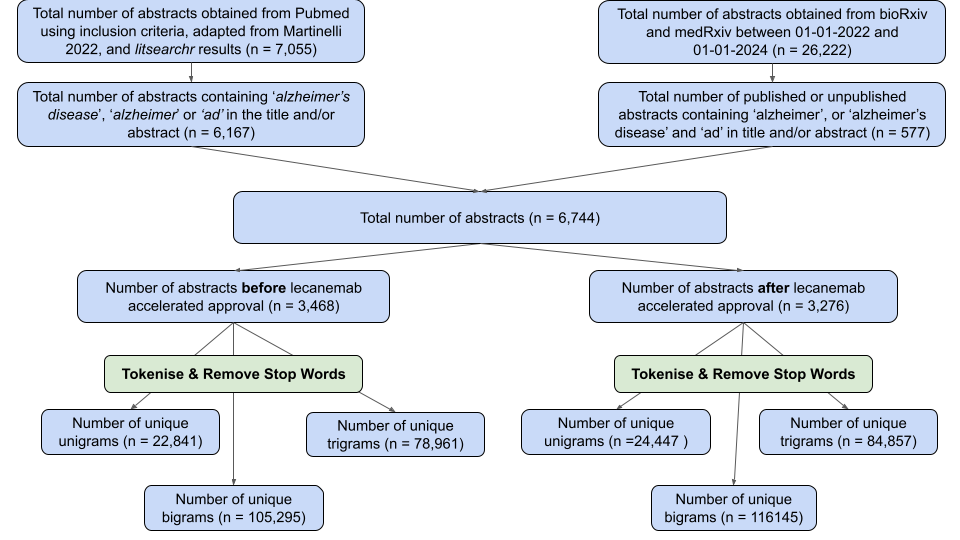 Total number of abstracts obtained from Pubmed
using inclusion criteria, adapted from Martinelli
2022, and litsearchr results (n = 7,055)
Total number of abstracts obtained from bioRxiv
and medRxiv between 01-01-2022 and
01-01-2024 (n = 26,222)
Total number of abstracts containing ‘alzheimer’s
disease’, ‘alzheimer’ or ‘ad’ in the title and/or
abstract (n = 6,167)
Total number of published or unpublished
abstracts containing ‘alzheimer’, or ‘alzheimer’s
disease’ and ‘ad’ in title and/or abstract (n = 577)
Total number of abstracts (n = 6,744)
Number of abstracts before lecanemab
accelerated approval (n = 3,468)
Number of abstracts after lecanemab
accelerated approval (n = 3,276)
Tokenise & Remove Stop Words
Tokenise & Remove Stop Words
Number of unique
unigrams (n = 22,841)
Number of unique
trigrams (n = 78,961)
Number of unique
unigrams (n =24,447 )
Number of unique
trigrams (n = 84,857)
Number of unique
bigrams (n = 105,295)
Number of unique
bigrams (n = 116145)